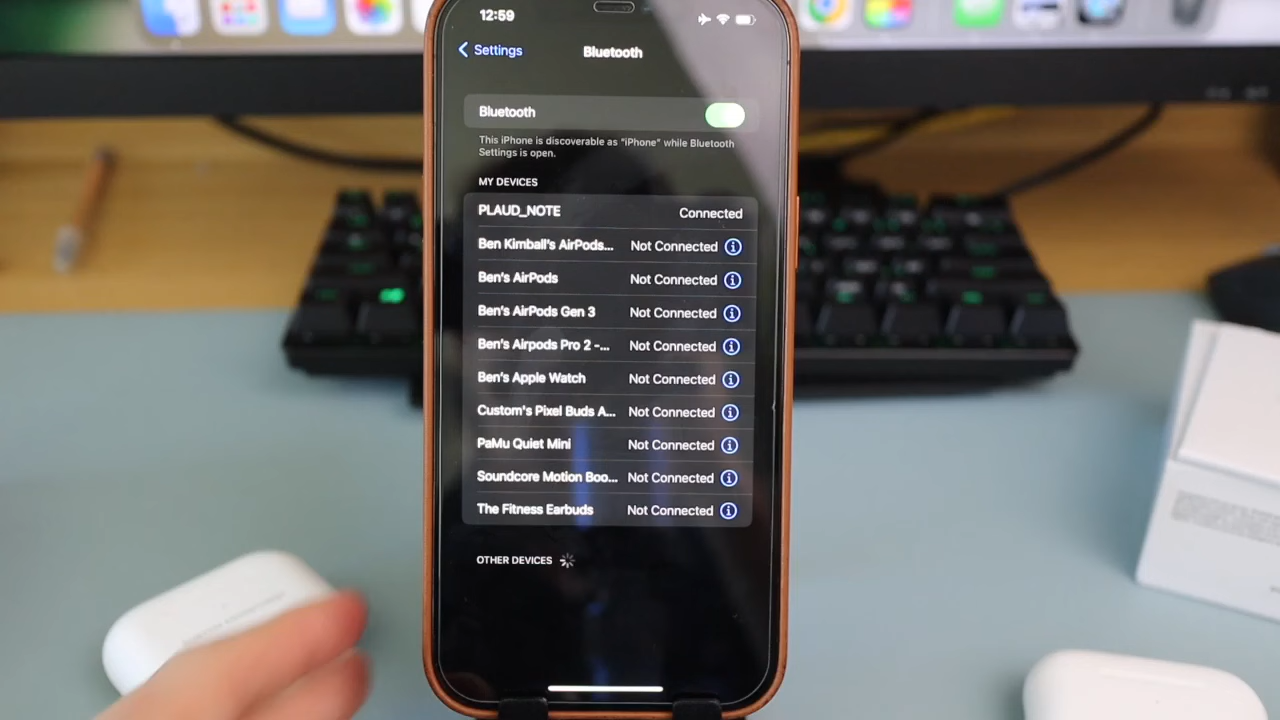 12:59
Settings
Bluetooth
Bluetooth
This iPhone is discoverable as "iPhone" while Bluetooth
Settings is open.
MY DEVICES
PLAUD_NOTE Connected
Ben Kimball's AirPods... Not Connected
Ben's AirPods Not Connected
Ben's AirPods Gen 3 Not Connected
Ben's Airpods Pro 2 -... Not Connected
Ben's Apple Watch Not Connected
Custom's Pixel Buds A... Not Connected
PaMu Quiet Mini Not Connected
Soundcore Motion Boo... Not Connected
The Fitness Earbuds Not Connected
OTHER DEVICES